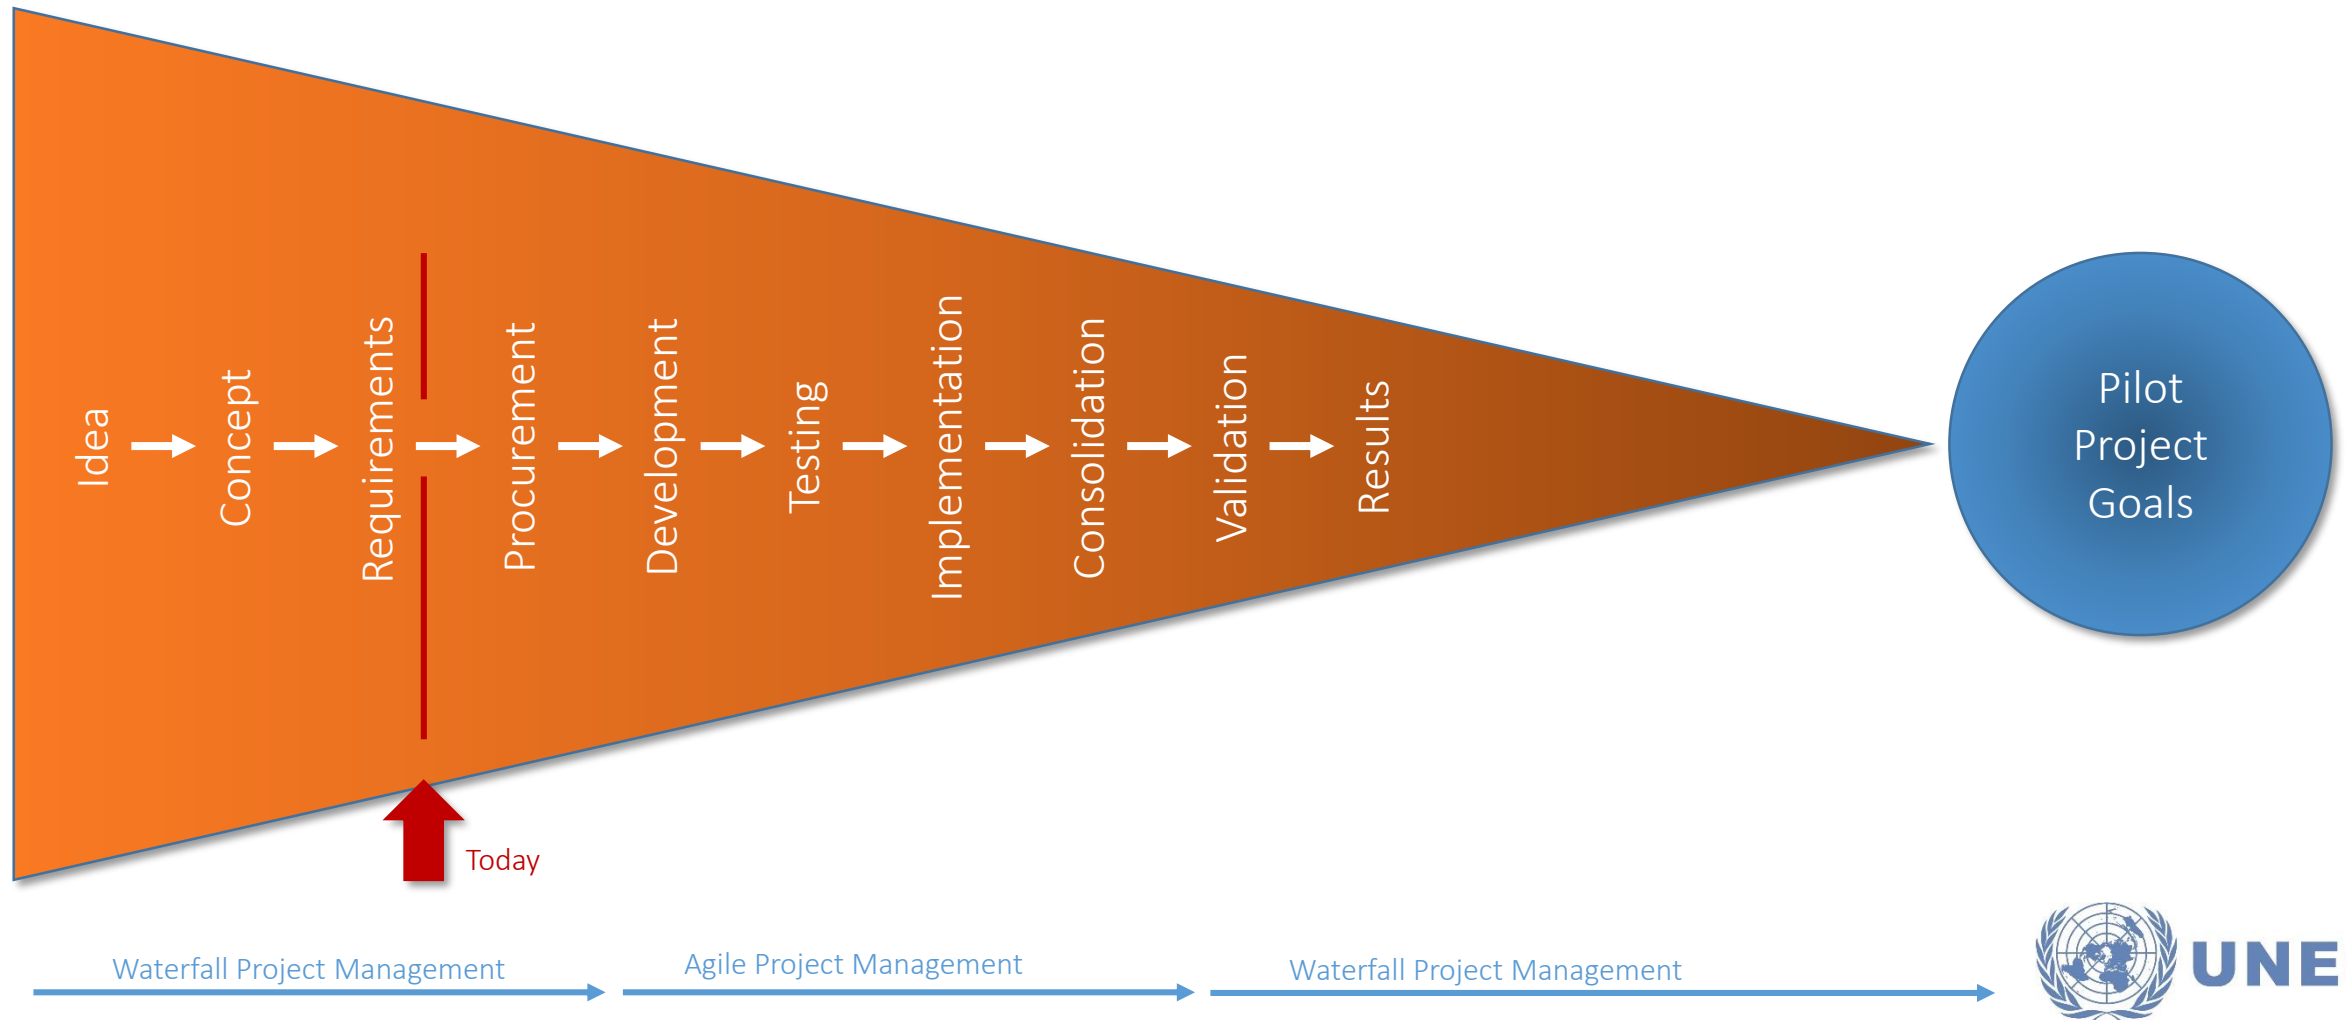 Idea
Concept
Requirements
Procurement
Development
Testing
Implementation
Consolidation
Validation
Results
Pilot
Project
Goals
Today
Waterfall Project Management
Agile Project Management
Waterfall Project Management
UNE